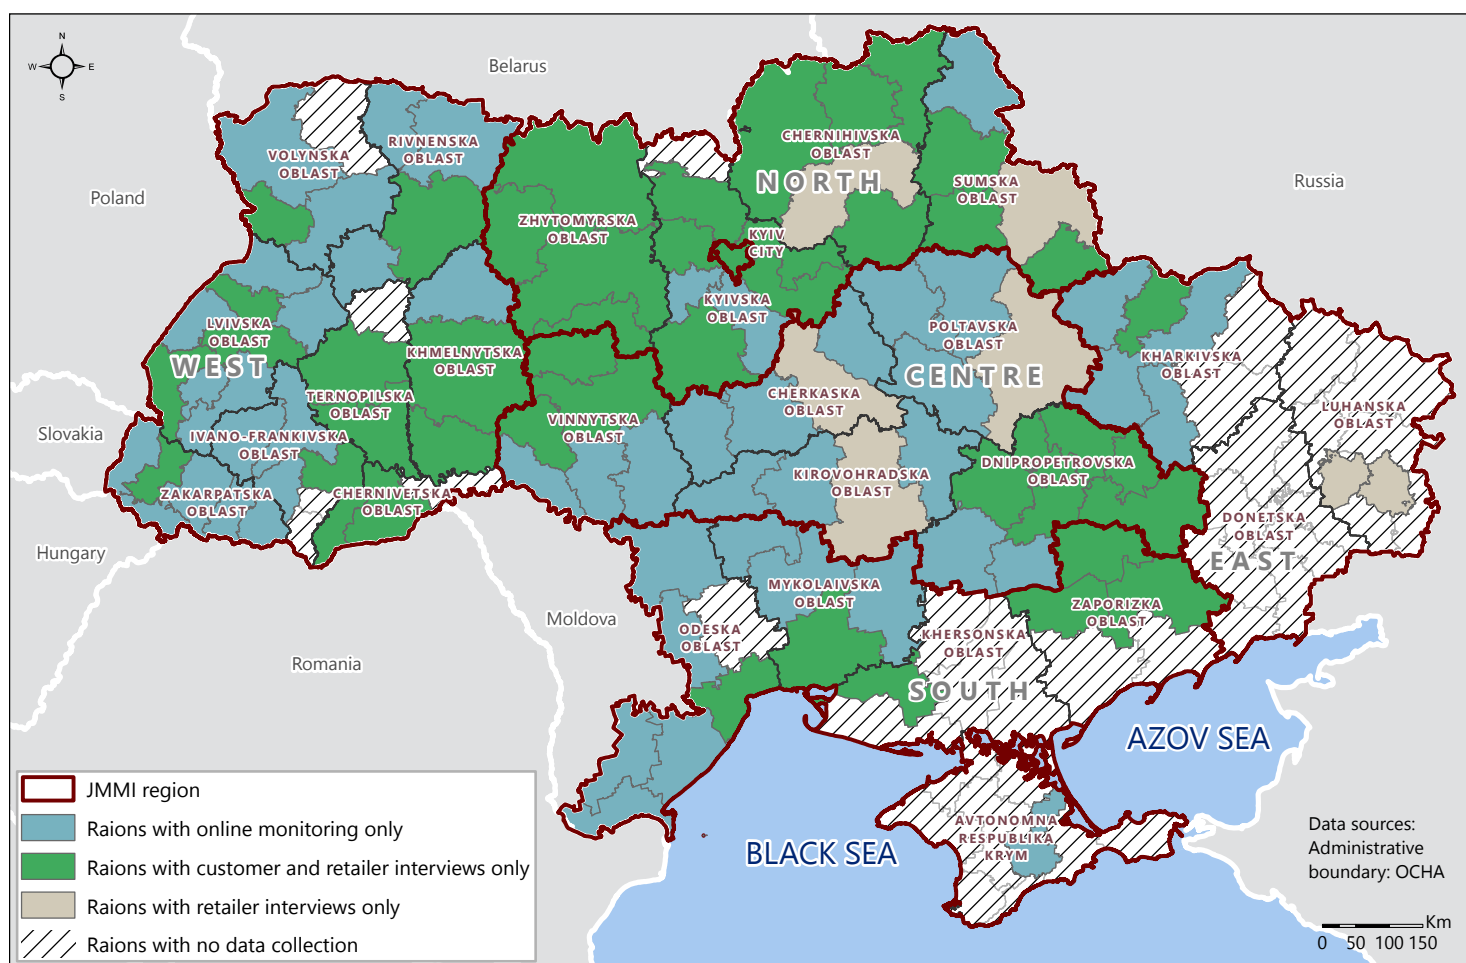 N
W
E
S
Belarus
Poland
Russia
Slovakia
Hungary
Romania
Moldova
VOLYNSKA
OBLAST
RIVNENSKA
OBLAST
ZHYTOMYRSKA
OBLAST
CHERNIHIVSKA
OBLAST
NORTH
SUMSKA
OBLAST
KYIV
CITY
KYIVSKA
OBLAST
LVIVSKA
OBLAST
WEST
KHMELNYTSKA
OBLAST
TERNOPILSKA
OBLAST
IVANO-FRANKIVSKA
OBLAST
ZAKARPATSKA
OBLAST
CHERNIVETSKA
OBLAST
VINNYTSKA
OBLAST
POLTAVSKA
OBLAST
CENTRE
CHERKASKA
OBLAST
KIROVOHRADSKA
OBLAST
DNIPROPETROVSKA
OBLAST
KHARKIVSKA
OBLAST
LUHANSKA
OBLAST
DONETSKA
OBLAST
EAST
ZAPORIZKA
OBLAST
MYKOLAIVSKA
OBLAST
ODESKA
OBLAST
KHERSONSKA
OBLAST
SOUTH
AVTONOMNA
RESPUBLIKA
KRYM
AZOV SEA
BLACK SEA
JMMI region
Raions with online monitoring only
Raions with customer and retailer interviews only
Raions with retailer interviews only
Raions with no data collection
Data sources:
Administrative
boundary: OCHA
Km
0 50 100 150